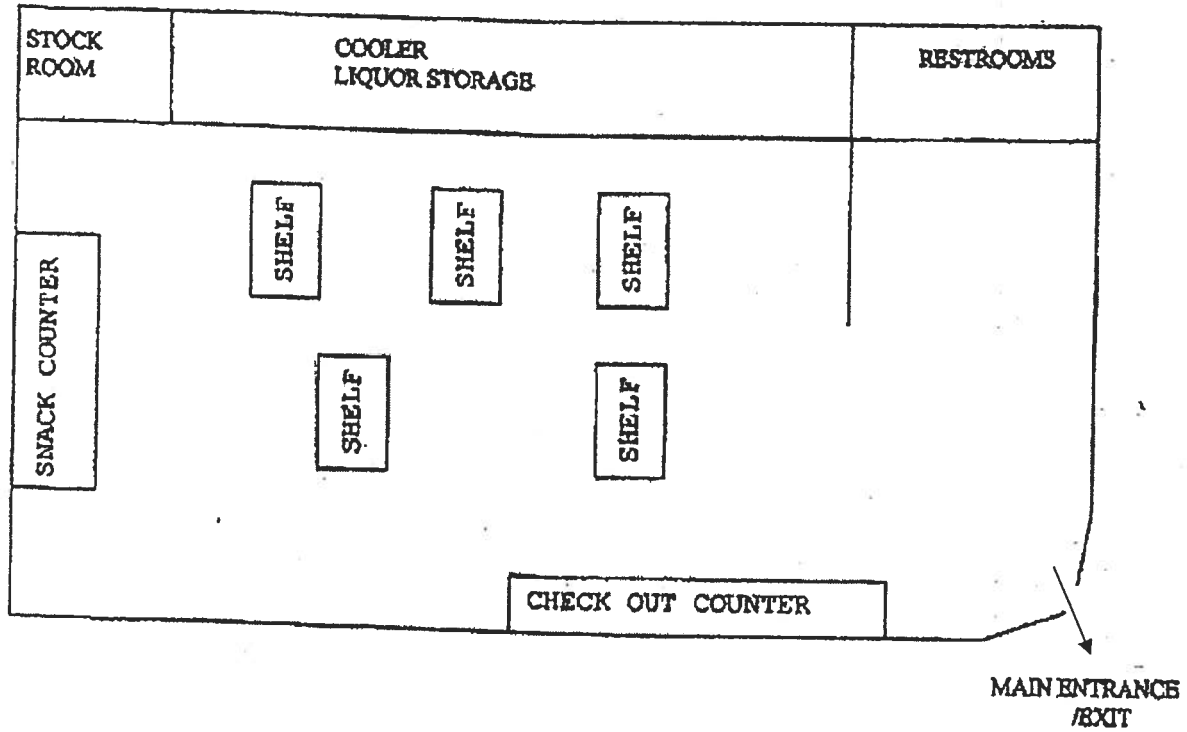 STOCK
ROOM
COOLER
LIQUOR STORAGE
RESTROOMS
SHELF
SHELF
SHELF
SNACK COUNTER
SHELF
SHELF
CHECK OUT COUNTER
MAIN ENTRANCE
/EXIT